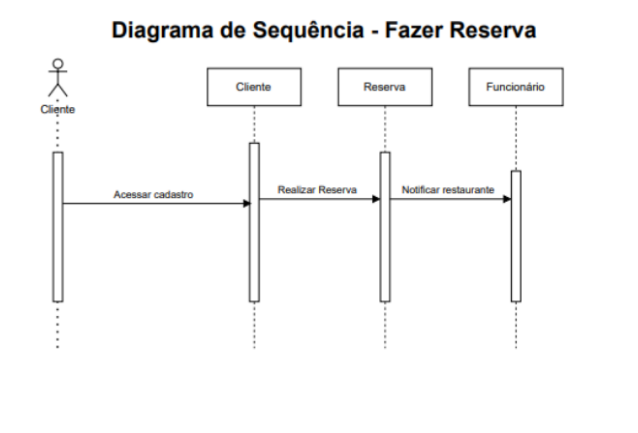 Diagrama de Sequência - Fazer Reserva
Cliente
Cliente
Reserva
Funcionário
Acessar cadastro
Realizar Reserva
Notificar restaurante